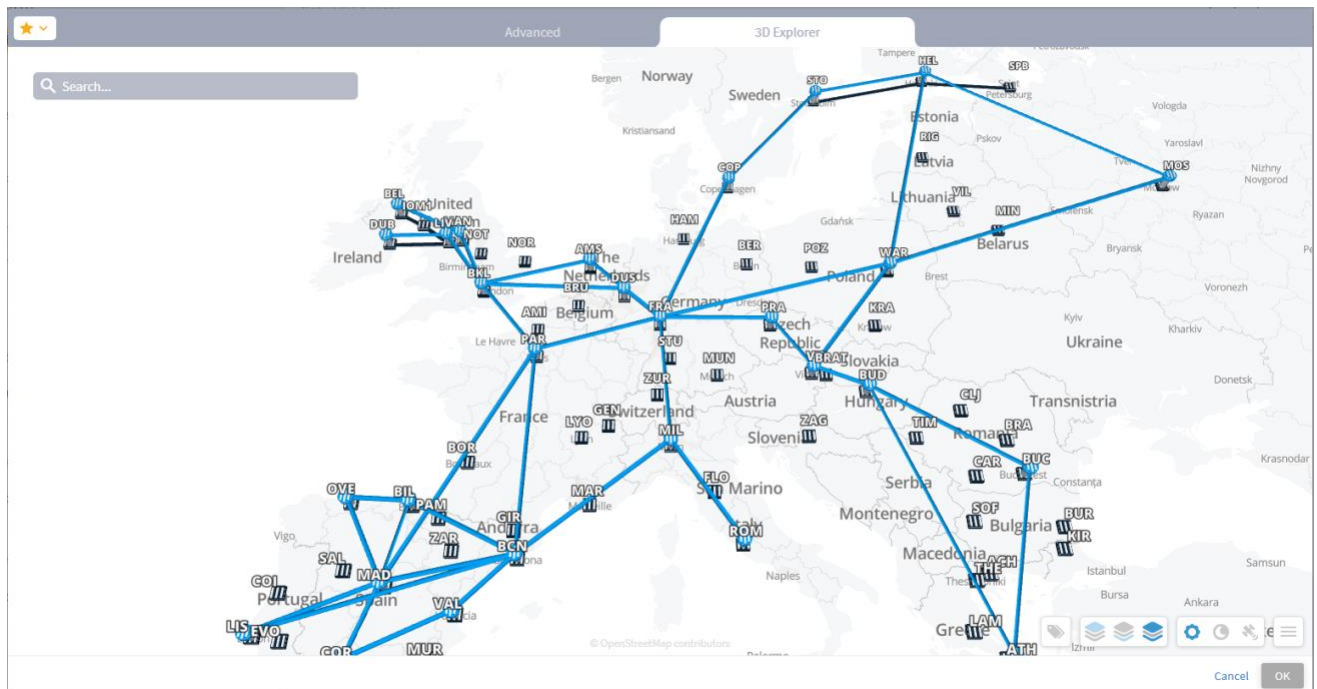 Advanced
3D Explorer
Search...
Tampere
HEL
SPB
Saint
Petersburg
Bergen
Norway
STO
Sweden
Vologda
Estonia
Kristiansand
RIG
Latvia
Pskov
Yaroslavl
COP
Copenhagen
MOS
Nizhny
Novgorod
BEL
United
Lithuania
VIL
MIN
Smolensk
Ryazan
DUB
NOT
HAM
Gdańsk
Ireland
NOR
AMS
The
Netherlands
BER
POZ
WAR
Belarus
Bryansk
Birmingham
BKL
London
DUS
BRU
Poland
Brest
Voronezh
AMI
Belgium
FRA
Germany
Dresden
PRA
Czech
Republic
KRA
Kyiv
Kharkiv
Le Havre
PAR
STU
MUN
BRAT
Slovakia
Ukraine
ZUR
BUD
Donetsk
Austria
Hungary
CLJ
Transnistria
France
GEN
Switzerland
LYO
MIL
ZAG
Slovenia
TIM
Romania
BRA
BOR
Bordeaux
CAR
BUC
Krasnodar
FLO
San Marino
Serbia
Constanța
OVE
BIL
PAM
MAR
Marseille
Montenegro
SOF
Bulgaria
BUR
Vigo
GIR
Andorra
ZAR
BCN
Italy
ROM
KIR
SAL
Macedonia
ACH
THE
Istanbul
Samsun
COI
Portugal
MAD
Spain
Naples
Bursa
Ankara
VAL
LIS
EVO
LAM
Greece
COR
MUR
© OpenStreetMap contributors
Palermo
ATH
Izmir
Cancel
OK